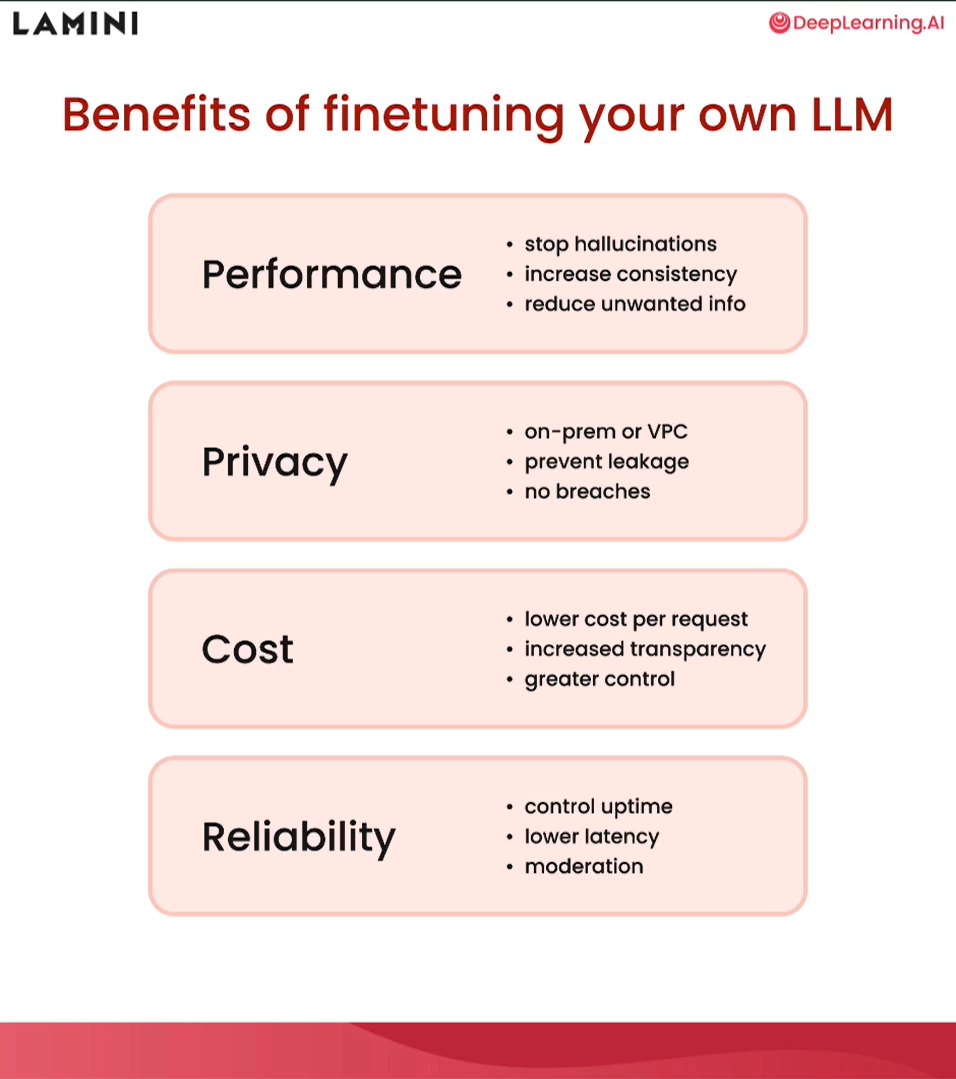 LAMINI
DeepLearning.AI
Benefits of finetuning your own LLM
Performance
• stop hallucinations
• increase consistency
• reduce unwanted info
Privacy
• on-prem or VPC
• prevent leakage
• no breaches
Cost
• lower cost per request
• increased transparency
• greater control
Reliability
• control uptime
• lower latency
• moderation